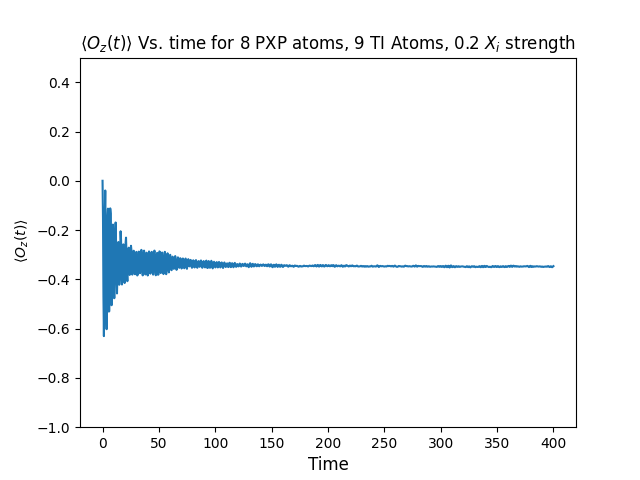 ⟨O_z(t)⟩ Vs. time for 8 PXP atoms, 9 TI Atoms, 0.2 X_i strength
0.4
0.2
0.0
−0.2
−0.4
−0.6
−0.8
−1.0
⟨O_z(t)⟩
0 50 100 150 200 250 300 350 400
Time